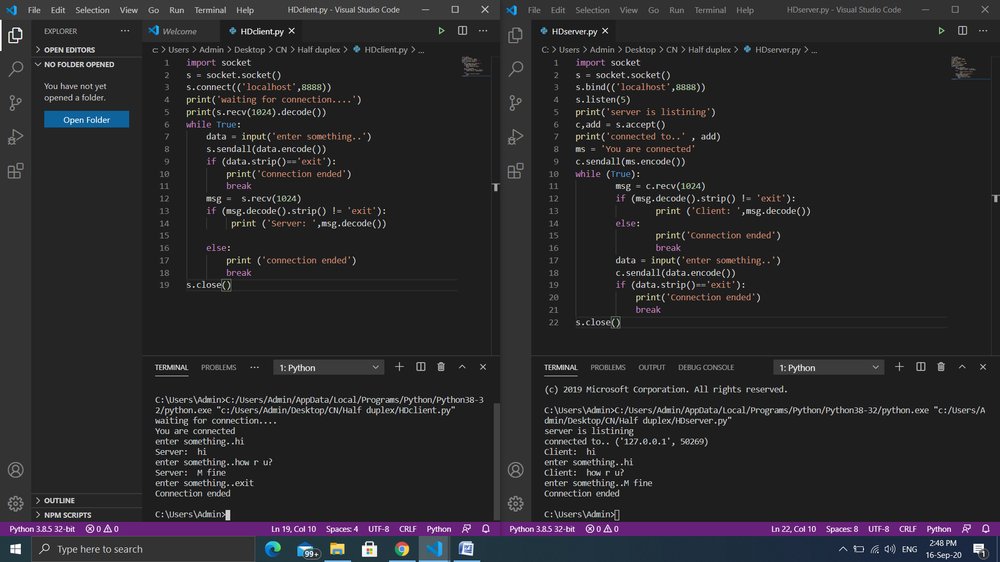 File Edit Selection View Go Run Terminal Help HDclient.py - Visual Studio Code
EXPLORER
OPEN EDITORS
NO FOLDER OPENED
You have not yet
opened a folder.
Open Folder
OUTLINE
NPM SCRIPTS
Welcome HDclient.py
c: > Users > Admin > Desktop > CN > Half duplex > HDclient.py > ...
1 import socket
2 s = socket.socket()
3 s.connect(('localhost',8888))
4 print('waiting for connection....')
5 print(s.recv(1024).decode())
6 while True:
7     data = input('enter something..')
8     s.sendall(data.encode())
9     if (data.strip()=='exit'):
10         print('Connection ended')
11         break
12     msg =  s.recv(1024)
13     if (msg.decode().strip() != 'exit'):
14          print ('Server: ',msg.decode())
15
16     else:
17         print ('connection ended')
18         break
19 s.close()
TERMINAL PROBLEMS ... 1: Python
C:\Users\Admin>C:/Users/Admin/AppData/Local/Programs/Python/Python38-3
2/python.exe "c:/Users/Admin/Desktop/CN/Half duplex/HDclient.py"
waiting for connection....
You are connected
enter something..hi
Server:  hi
enter something..how r u?
Server:  M fine
enter something..exit
Connection ended
C:\Users\Admin>
Python 3.8.5 32-bit 0 0 Ln 19, Col 10 Spaces: 4 UTF-8 CRLF Python
File Edit Selection View Go Run Terminal Help HDserver.py - Visual Studio Code
HDserver.py
C: > Users > Admin > Desktop > CN > Half duplex > HDserver.py > ...
1 import socket
2 s = socket.socket()
3 s.bind(('localhost',8888))
4 s.listen(5)
5 print('server is listining')
6 c,add = s.accept()
7 print('connected to..' , add)
8 ms = 'You are connected'
9 c.sendall(ms.encode())
10 while (True):
11         msg = c.recv(1024)
12         if (msg.decode().strip() != 'exit'):
13                 print ('Client: ',msg.decode())
14         else:
15                 print('Connection ended')
16                 break
17         data = input('enter something..')
18         c.sendall(data.encode())
19         if (data.strip()=='exit'):
20             print('Connection ended')
21             break
22 s.close()
TERMINAL PROBLEMS OUTPUT DEBUG CONSOLE 1: Python
(c) 2019 Microsoft Corporation. All rights reserved.
C:\Users\Admin>C:/Users/Admin/AppData/Local/Programs/Python/Python38-32/python.exe "c:/Users/A
dmin/Desktop/CN/Half duplex/HDserver.py"
server is listining
connected to.. ('127.0.0.1', 50269)
Client:  hi
enter something..hi
Client:  how r u?
enter something..M fine
Connection ended
C:\Users\Admin>
Python 3.8.5 32-bit 0 0 Ln 22, Col 10 Spaces: 8 UTF-8 CRLF Python
Type here to search 99+ ENG 2:48 PM
16-Sep-20 1